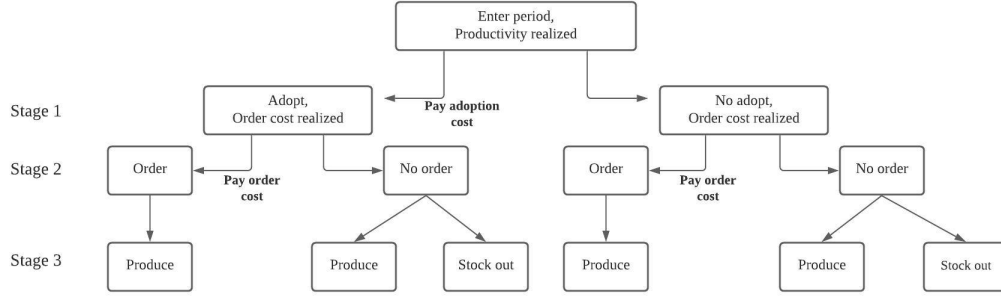 Enter period,
Productivity realized
Stage 1
Adopt,
Order cost realized
Pay adoption
cost
No adopt,
Order cost realized
Stage 2
Order
Pay order
cost
No order
Order
Pay order
cost
No order
Stage 3
Produce
Produce
Stock out
Produce
Produce
Stock out